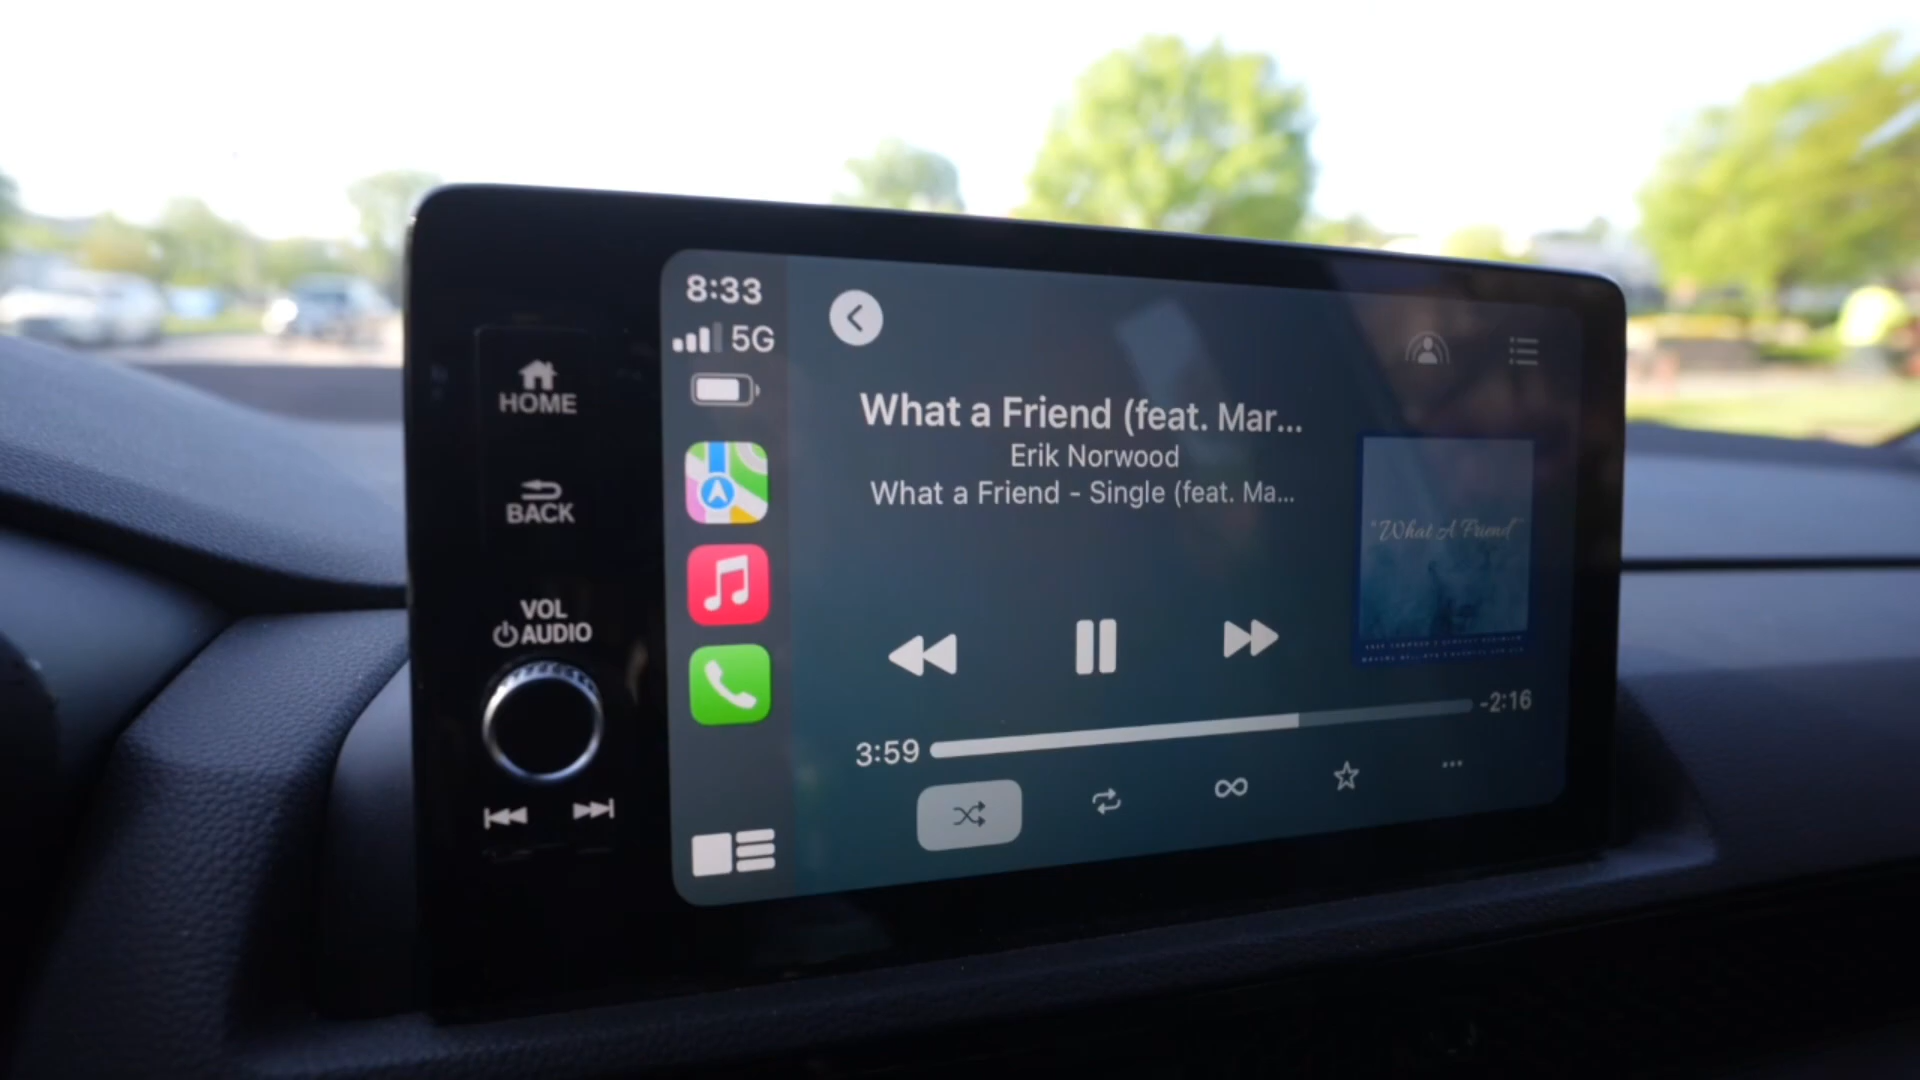 HOME
BACK
VOL
AUDIO
8:33
5G
What a Friend (feat. Mar...
Erik Norwood
What a Friend - Single (feat. Ma...
"What A Friend"
3:59
-2:16